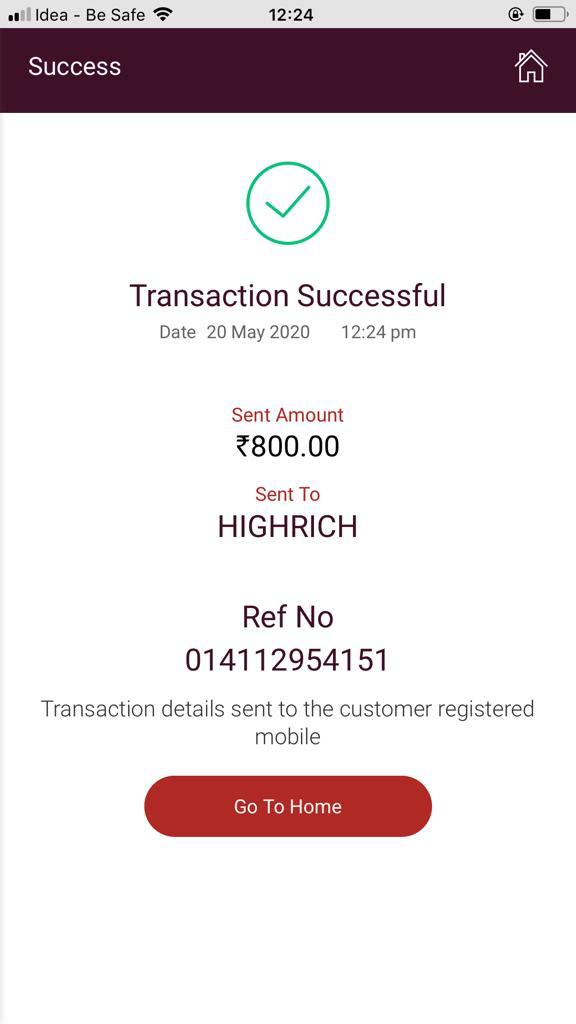 Idea - Be Safe 12:24
Success
Transaction Successful
Date 20 May 2020 12:24 pm
Sent Amount
₹800.00
Sent To
HIGHRICH
Ref No
014112954151
Transaction details sent to the customer registered
mobile
Go To Home